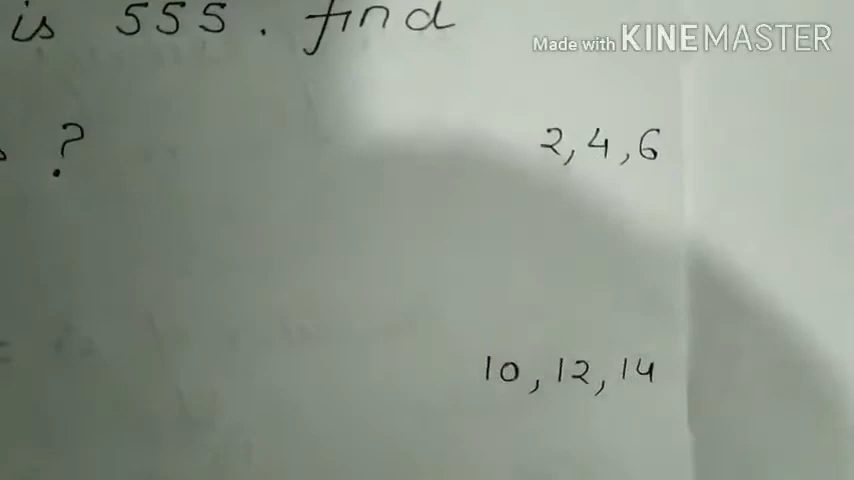 is 555. find
Made with KINEMASTER
?
2, 4, 6
10, 12, 14